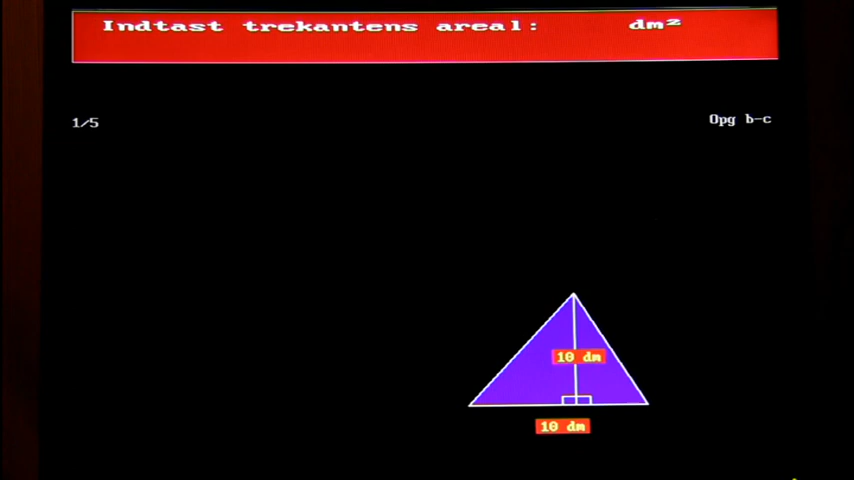 Indtast trekantens areal: dm²
1/5
Opg b-c
10 dm
10 dm